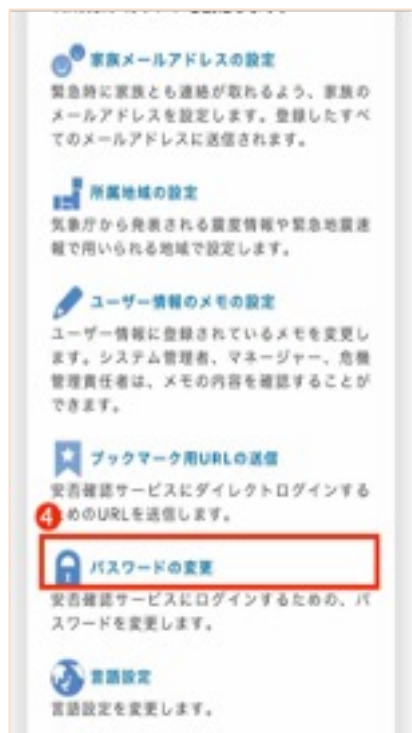 家族メールアドレスの設定
緊急時に家族とも連絡が取れるよう、家族の
メールアドレスを設定します。登録したすべ
てのメールアドレスに送信されます。
所属地域の設定
気象庁から発表される震度情報や緊急地震速
報で用いられる地域で設定します。
ユーザー情報のメモの設定
ユーザー情報に登録されているメモを変更し
ます。システム管理者、マネージャー、危機
管理責任者は、メモの内容を確認することが
できます。
ブックマーク用URLの送信
安否確認サービスにダイレクトログインする
4
めのURLを送信します。
パスワードの変更
安否確認サービスにログインするための、パ
スワードを変更します。
言語設定
言語設定を変更します。